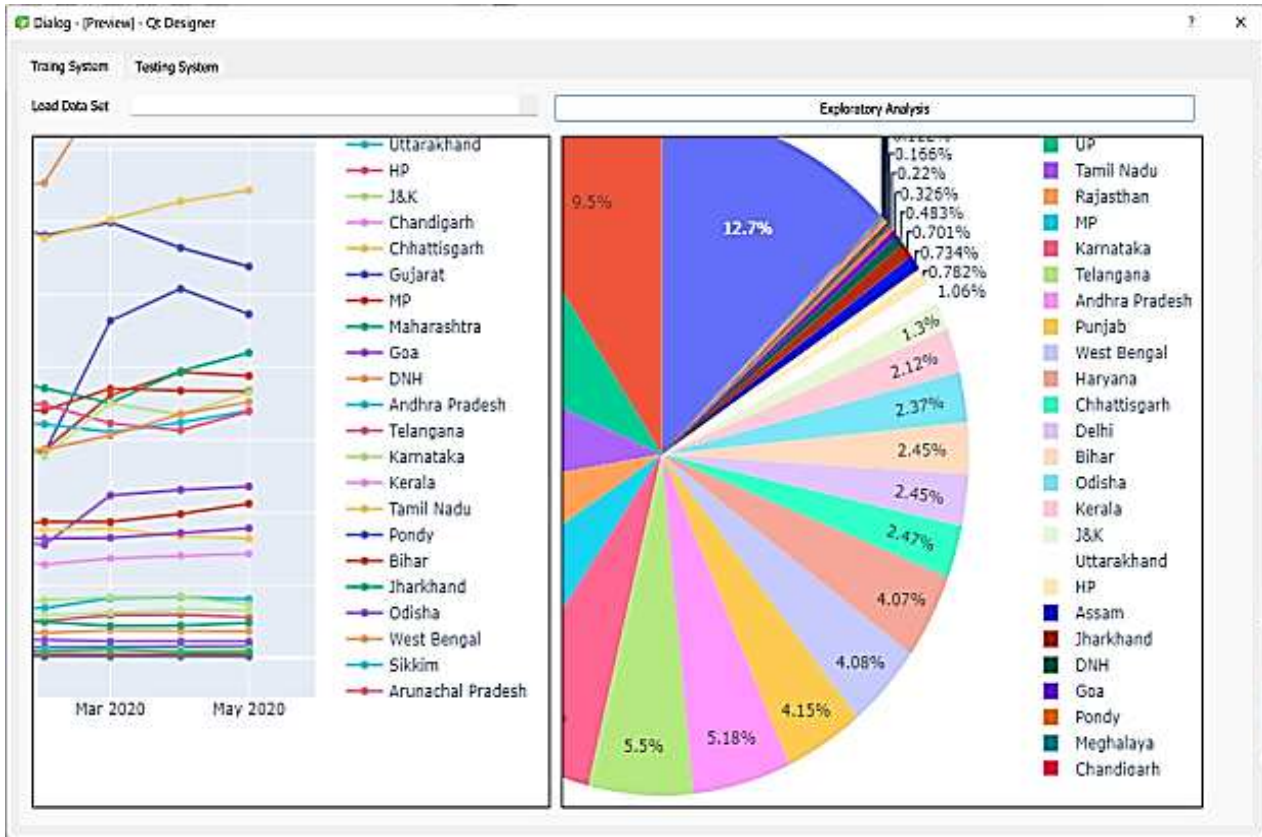 Dialog - [Preview] - Qt Designer
?
Traing System
Testing System
Load Data Set
Exploratory Analysis
Uttarakhand
HP
J&K
Chandigarh
Chhattisgarh
Gujarat
MP
Maharashtra
Goa
DNH
Andhra Pradesh
Telangana
Karnataka
Kerala
Tamil Nadu
Pondy
Bihar
Jharkhand
Odisha
West Bengal
Sikkim
Arunachal Pradesh
Mar 2020
May 2020
9.5%
12.7%
0.166%
0.22%
0.326%
0.483%
0.701%
0.734%
0.782%
1.06%
1.3%
2.12%
2.37%
2.45%
2.45%
2.47%
4.07%
4.08%
4.15%
5.18%
5.5%
UP
Tamil Nadu
Rajasthan
MP
Karnataka
Telangana
Andhra Pradesh
Punjab
West Bengal
Haryana
Chhattisgarh
Delhi
Bihar
Odisha
Kerala
J&K
Uttarakhand
HP
Assam
Jharkhand
DNH
Goa
Pondy
Meghalaya
Chandigarh